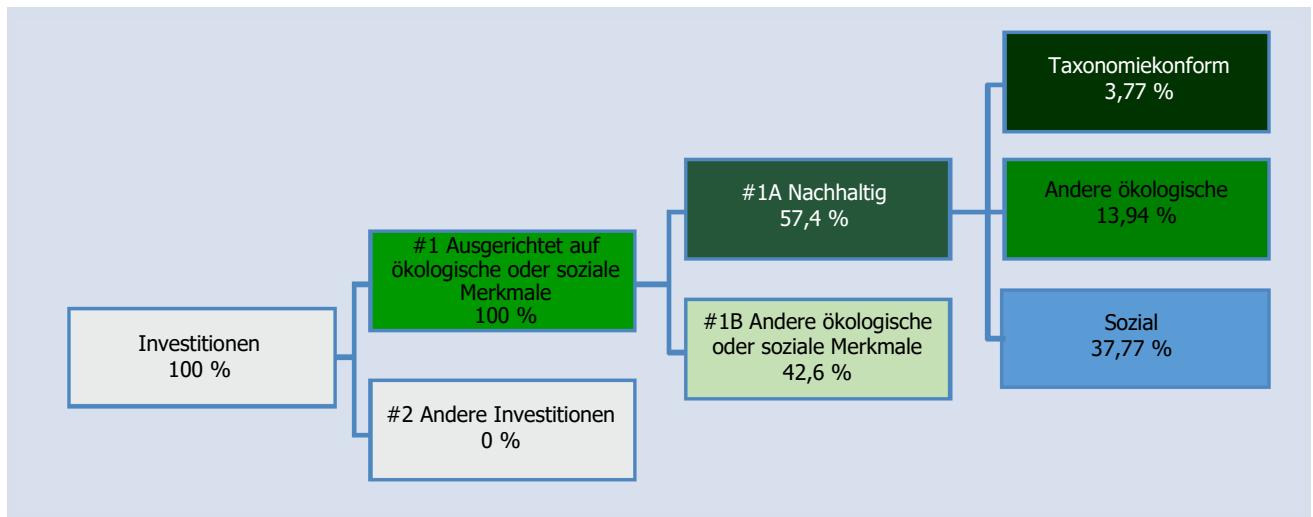 Investitionen
100 %
#1 Ausgerichtet auf
ökologische oder soziale
Merkmale
100 %
#2 Andere Investitionen
0 %
#1A Nachhaltig
57,4 %
#1B Andere ökologische
oder soziale Merkmale
42,6 %
Taxonomiekonform
3,77 %
Andere ökologische
13,94 %
Sozial
37,77 %